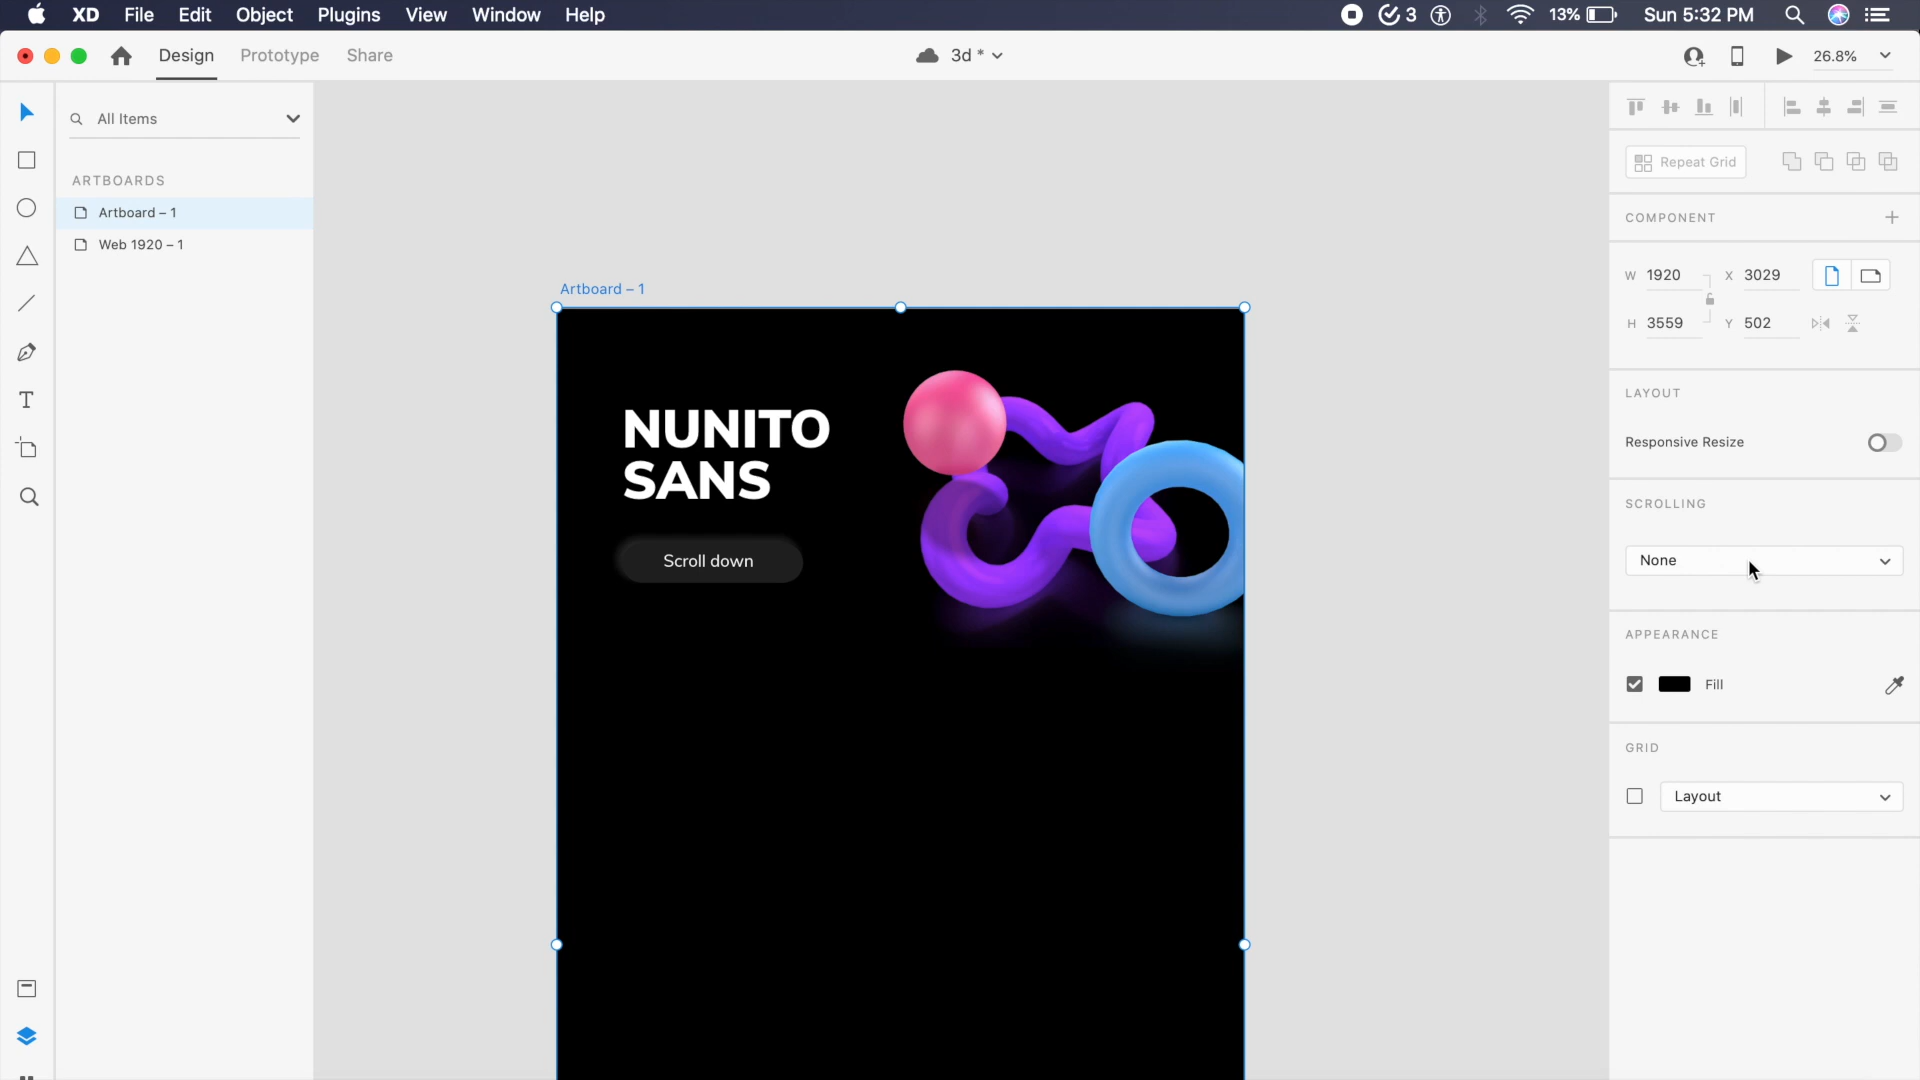 XD File Edit Object Plugins View Window Help 3 13% Sun 5:32 PM
Design Prototype Share 3d * 26.8%
All Items
ARTBOARDS
Artboard – 1
Web 1920 – 1
T
Artboard – 1
NUNITO
SANS
Scroll down
Repeat Grid
COMPONENT
W 1920 X 3029
H 3559 Y 502
LAYOUT
Responsive Resize
SCROLLING
None
APPEARANCE
Fill
GRID
Layout